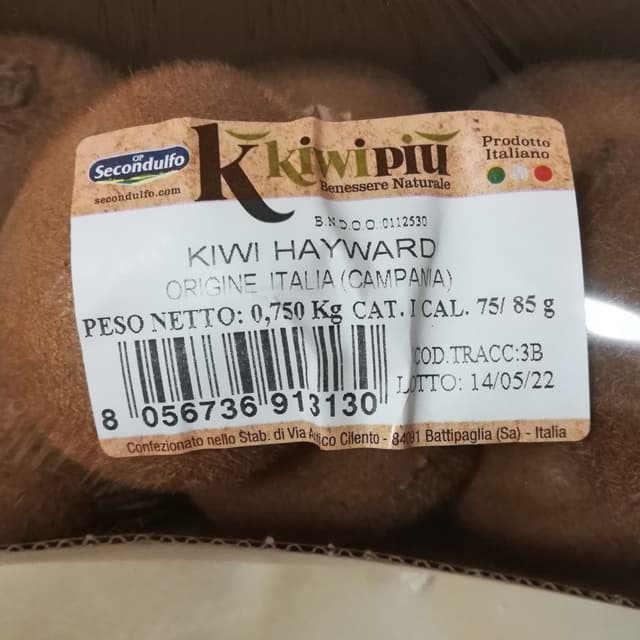 OP
Secondulfo
secondulfo.com
K kiwipiù
Benessere Naturale
Prodotto
Italiano
B.N.D.O.O.:0112530
KIWI HAYWARD
ORIGINE ITALIA (CAMPANIA)
PESO NETTO: 0,750 Kg CAT. I CAL. 75/ 85 g
COD.TRACC:3B
LOTTO: 14/05/22
8 056736 913130
Confezionato nello Stab. di Via Antico Cilento - 84091 Battipaglia (Sa) - Italia